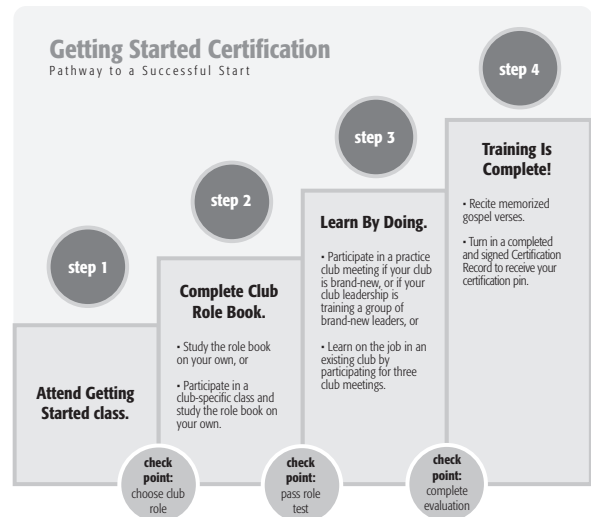 Getting Started Certification
Pathway to a Successful Start
step 1
Attend Getting
Started class.
check
point:
choose club
role
step 2
Complete Club
Role Book.
• Study the role book
on your own, or
• Participate in a
club-specific class and
study the role book on
your own.
check
point:
pass role
test
step 3
Learn By Doing.
• Participate in a practice
club meeting if your club
is brand-new, or if your
club leadership is
training a group of
brand-new leaders, or
• Learn on the job in an
existing club by
participating for three
club meetings.
check
point:
complete
evaluation
step 4
Training Is
Complete!
• Recite memorized
gospel verses.
• Turn in a completed
and signed Certification
Record to receive your
certification pin.